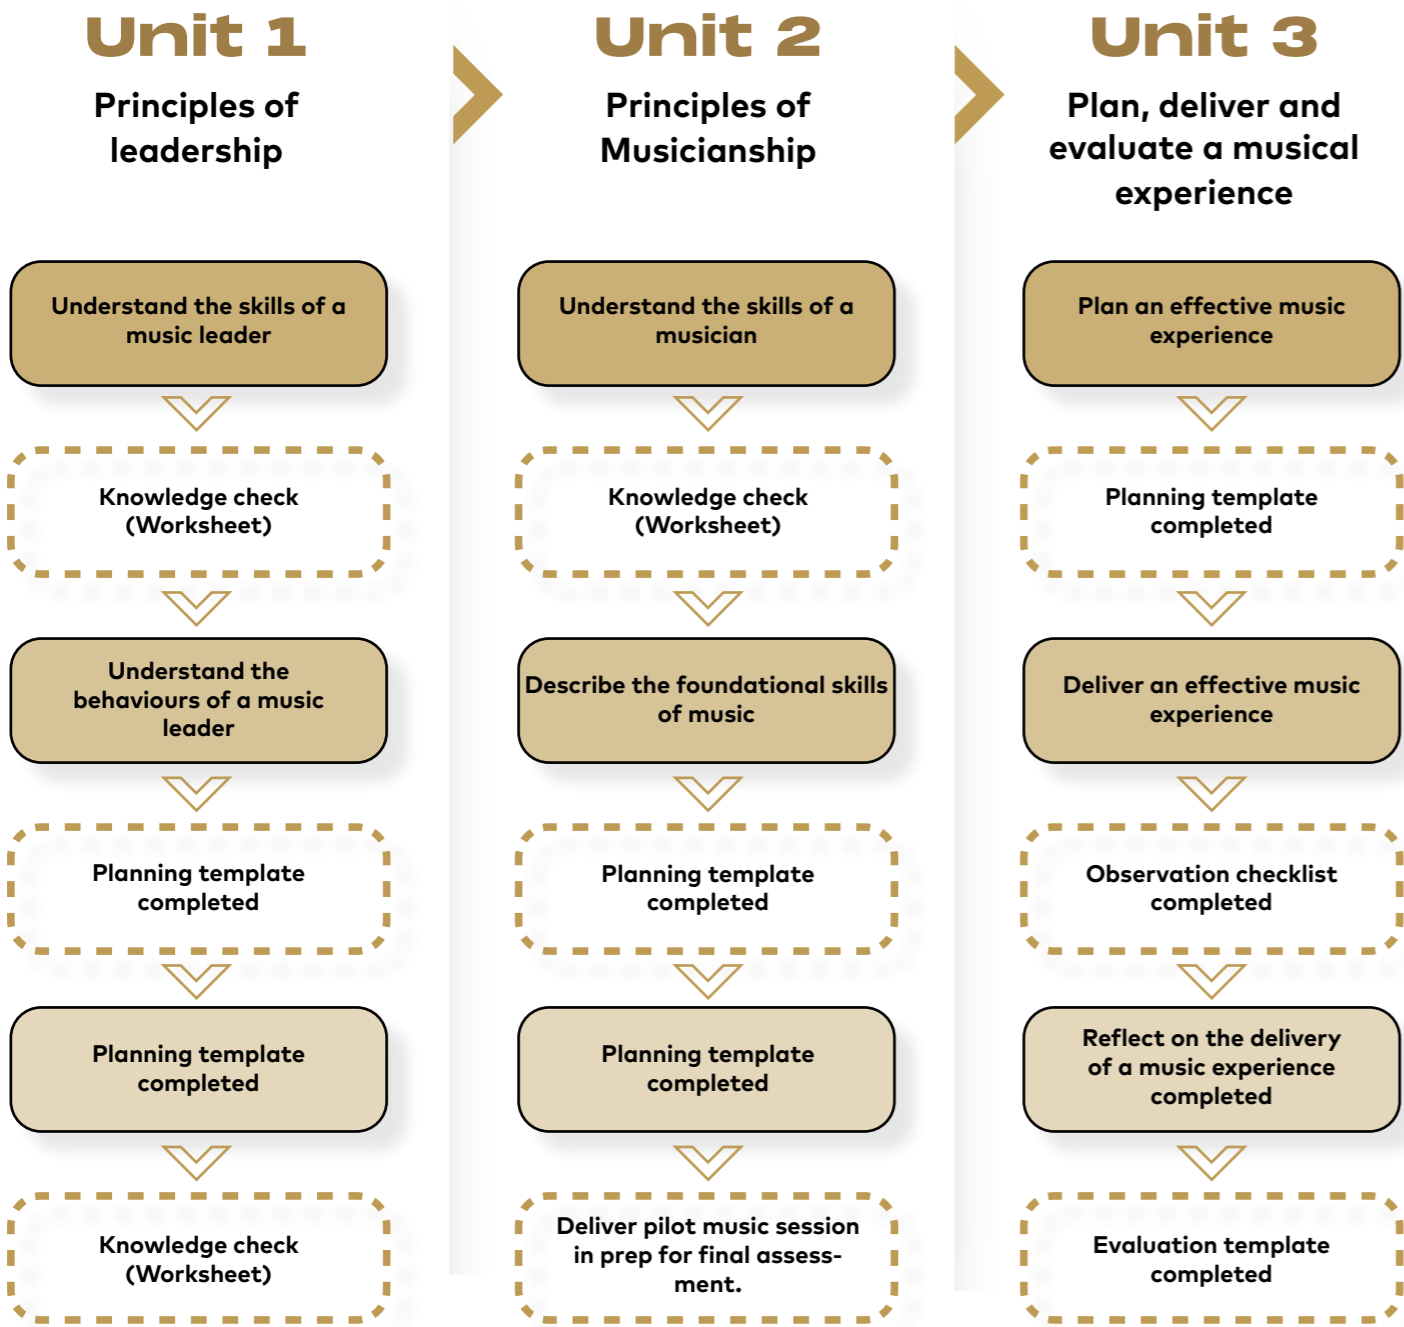 Unit 1
Principles of
leadership
Understand the skills of a
music leader
Knowledge check
(Worksheet)
Understand the
behaviours of a music
leader
Planning template
completed
Planning template
completed
Knowledge check
(Worksheet)
Unit 2
Principles of
Musicianship
Understand the skills of a
musician
Knowledge check
(Worksheet)
Describe the foundational skills
of music
Planning template
completed
Planning template
completed
Deliver pilot music session
in prep for final assess-
ment.
Unit 3
Plan, deliver and
evaluate a musical
experience
Plan an effective music
experience
Planning template
completed
Deliver an effective music
experience
Observation checklist
completed
Reflect on the delivery
of a music experience
completed
Evaluation template
completed